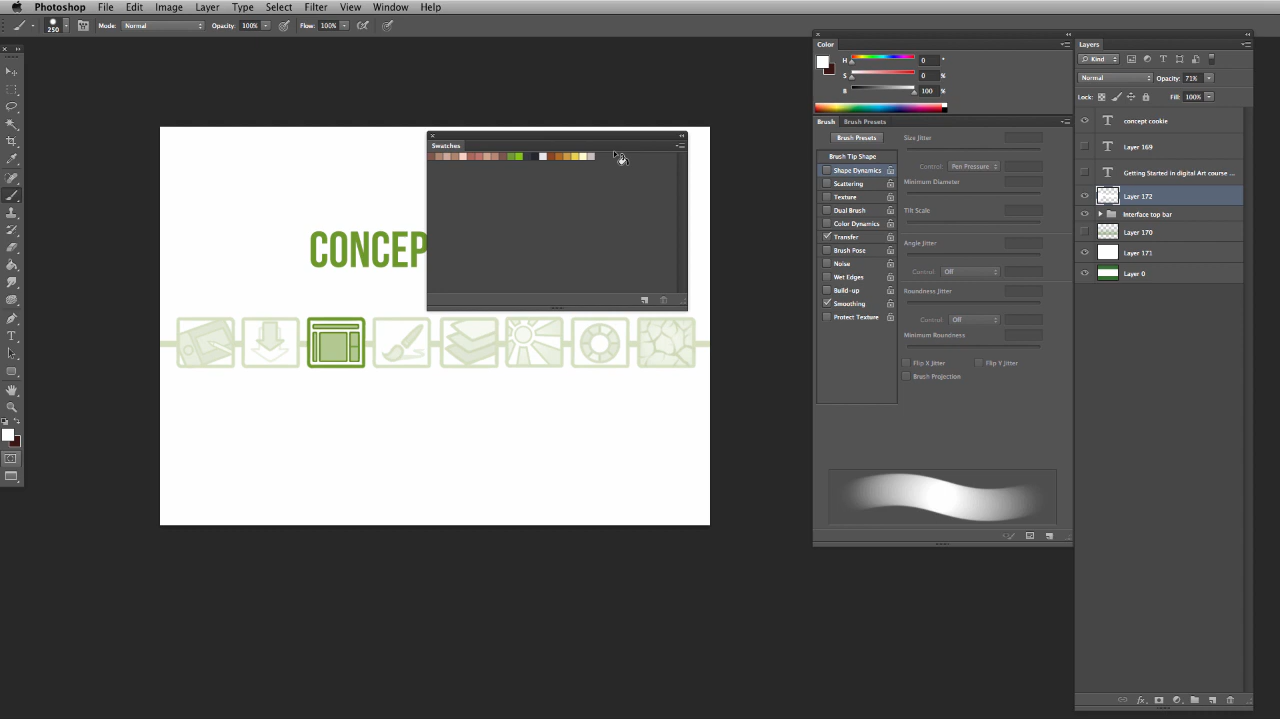 Photoshop File Edit Image Layer Type Select Filter View Window Help
250 Mode: Normal Opacity: 100% Flow: 100%
Color
H 0 °
S 0 %
B 100 %
Brush Brush Presets
Brush Presets
Brush Tip Shape
Shape Dynamics
Scattering
Texture
Dual Brush
Color Dynamics
Transfer
Brush Pose
Noise
Wet Edges
Build-up
Smoothing
Protect Texture
Size Jitter
Control: Pen Pressure
Minimum Diameter
Tilt Scale
Angle Jitter
Control: Off
Roundness Jitter
Control: Off
Minimum Roundness
Flip X Jitter Flip Y Jitter
Brush Projection
Layers
Kind
Normal Opacity: 71%
Lock: Fill: 100%
T concept cookie
T Layer 169
T Getting Started in digital Art course ...
Layer 172
Interface top bar
Layer 170
Layer 171
Layer 0
fx
Swatches
CONCEP